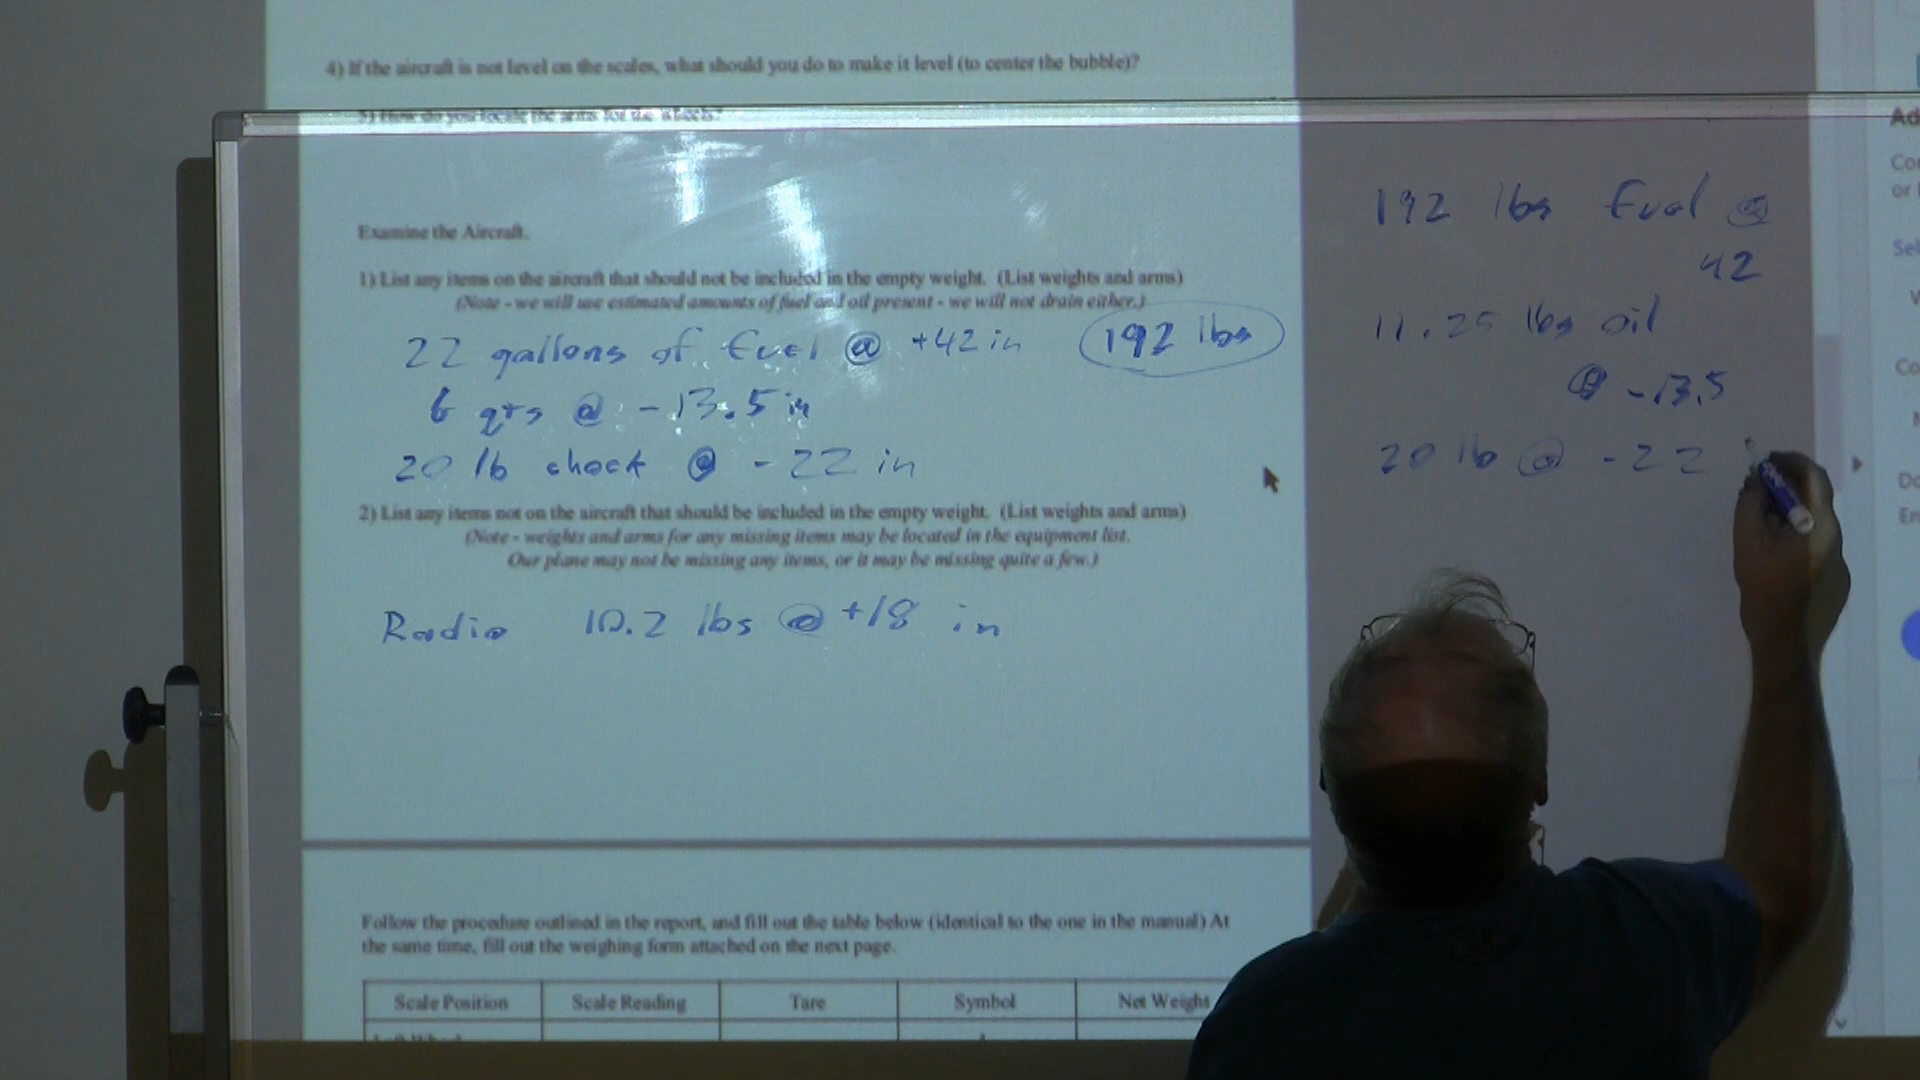 4) If the aircraft is not level on the scales, what should you do to make it level (to center the bubble)?
5) How do you locate the arms for the wheels?
Examine the Aircraft.
1) List any items on the aircraft that should not be included in the empty weight. (List weights and arms)
(Note - we will use estimated amounts of fuel and oil present - we will not drain either.)
22 gallons of fuel @ +42 in 192 lbs
6 qts @ -13.5 in
20 lb chock @ -22 in
2) List any items not on the aircraft that should be included in the empty weight. (List weights and arms)
(Note - weights and arms for any missing items may be located in the equipment list.
Our plane may not be missing any items, or it may be missing quite a few.)
Radio 10.2 lbs @ +18 in
Follow the procedure outlined in the report, and fill out the table below (identical to the one in the manual) At
the same time, fill out the weighing form attached on the next page.
Scale Position Scale Reading Tare Symbol Net Weight
192 lbs fuel @
42
11.25 lbs oil
@ -13.5
20 lb @ -22